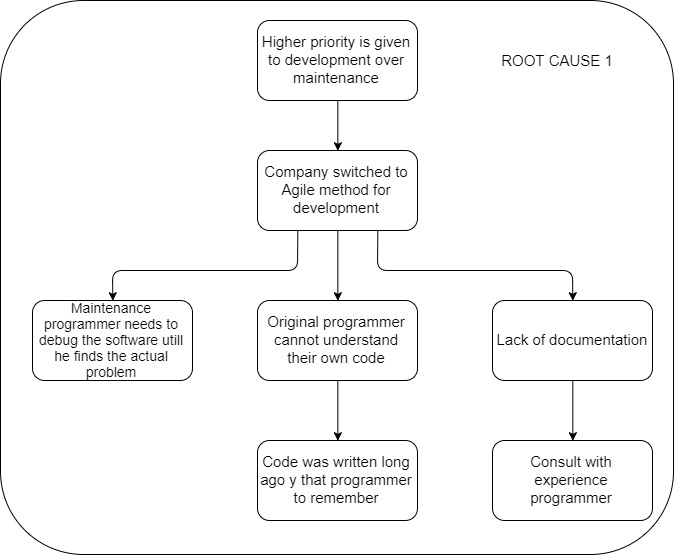 Higher priority is given
to development over
maintenance
ROOT CAUSE 1
Company switched to
Agile method for
development
Maintenance
programmer needs to
debug the software utill
he finds the actual
problem
Original programmer
cannot understand
their own code
Lack of documentation
Code was written long
ago y that programmer
to remember
Consult with
experience
programmer